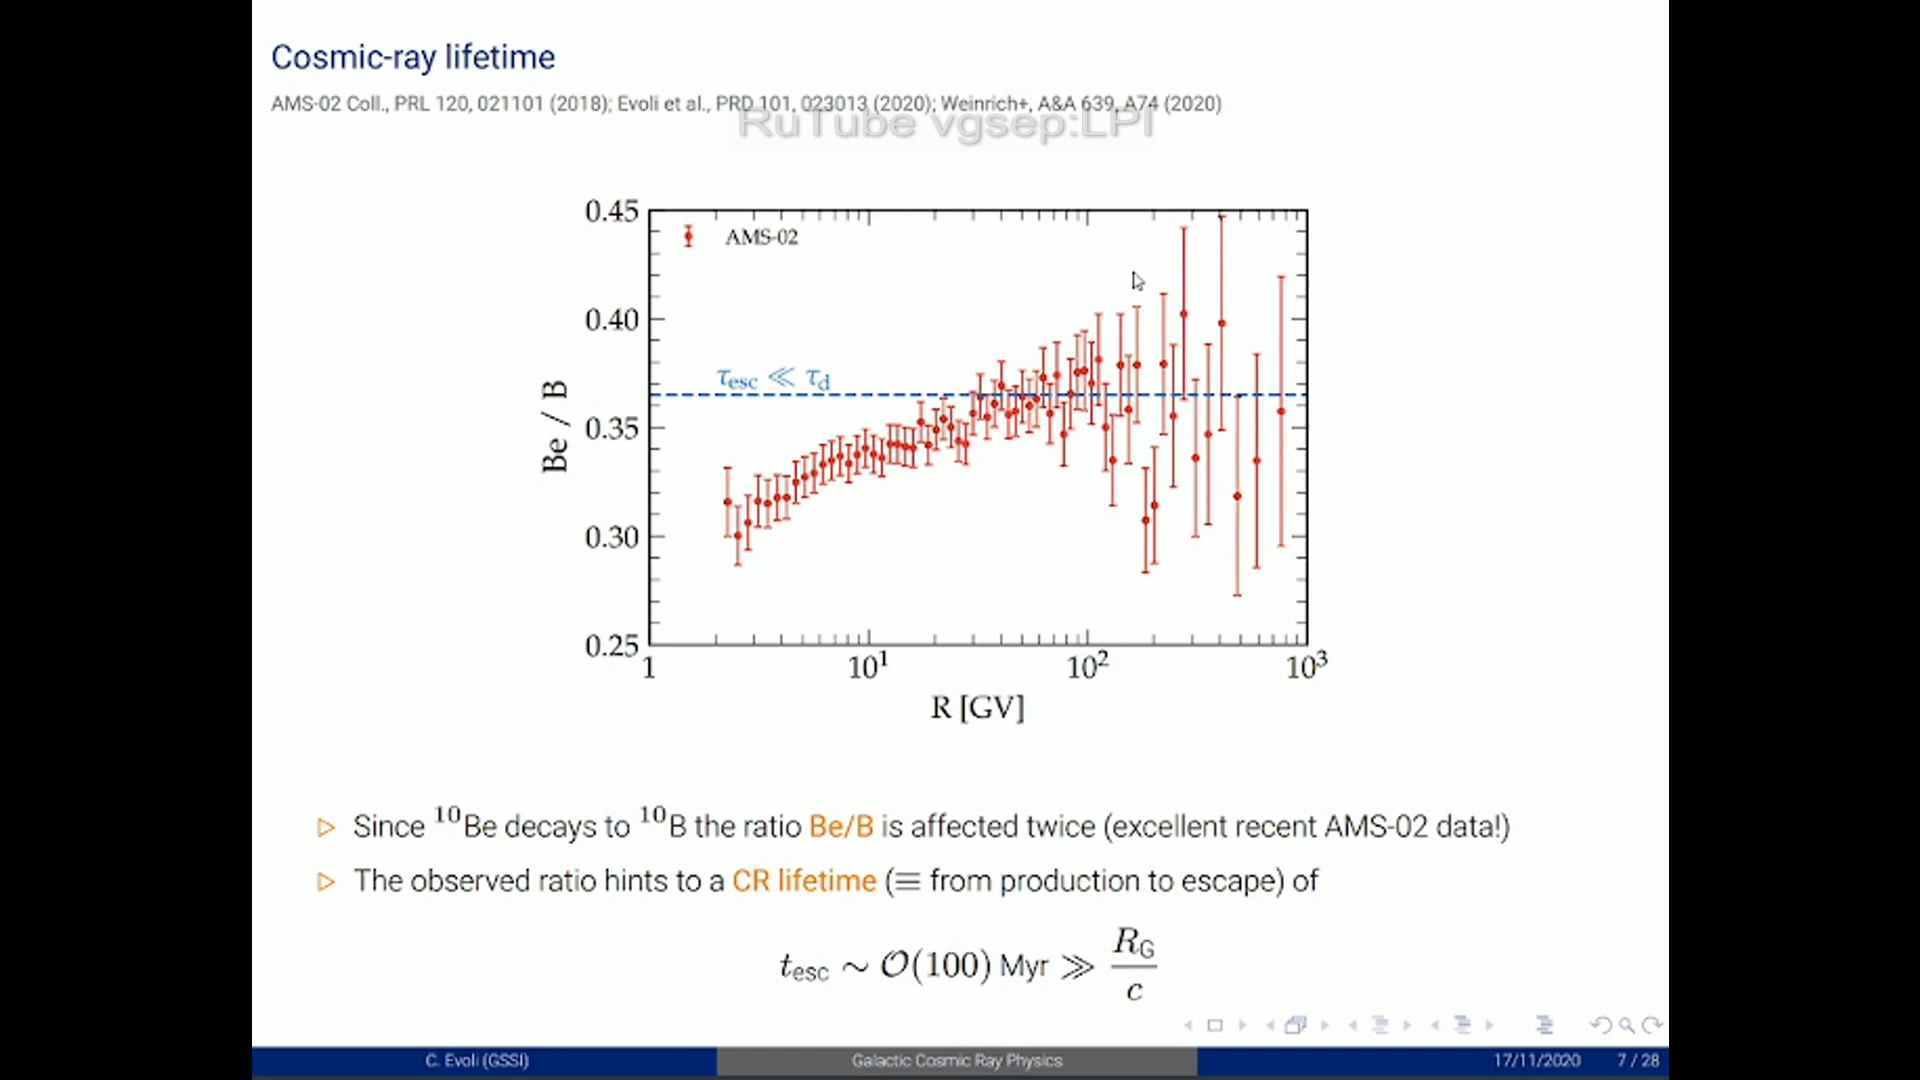 Cosmic-ray lifetime
AMS-02 Coll., PRL 120, 021101 (2018); Evoli et al., PRD 101, 023013 (2020); Weinrich+, A&A 639, A74 (2020)
RuTube vgsep:LPI
0.45
AMS-02
0.40
τesc ≪ τd
0.35
0.30
0.25
Be / B
1 10¹ 10² 10³
R [GV]
▷ Since ¹⁰Be decays to ¹⁰B the ratio Be/B is affected twice (excellent recent AMS-02 data!)
▷ The observed ratio hints to a CR lifetime (≡ from production to escape) of
t_esc ∼ 𝒪(100) Myr ≫ R_G / c
C. Evoli (GSSI) Galactic Cosmic Ray Physics 17/11/2020 7 / 28